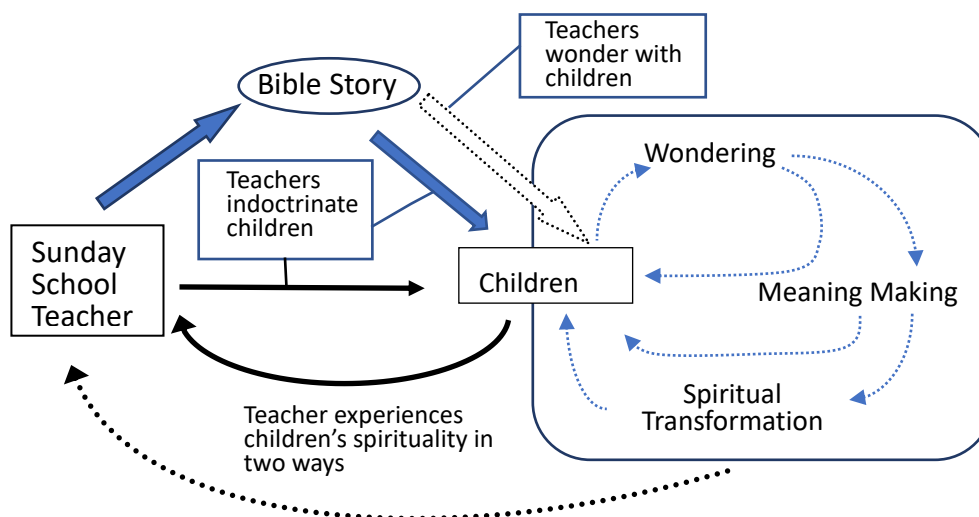 Teachers
wonder with
children
Bible Story
Wondering
Teachers
indoctrinate
children
Sunday
School
Teacher
Children
Meaning Making
Spiritual
Transformation
Teacher experiences
children’s spirituality in
two ways